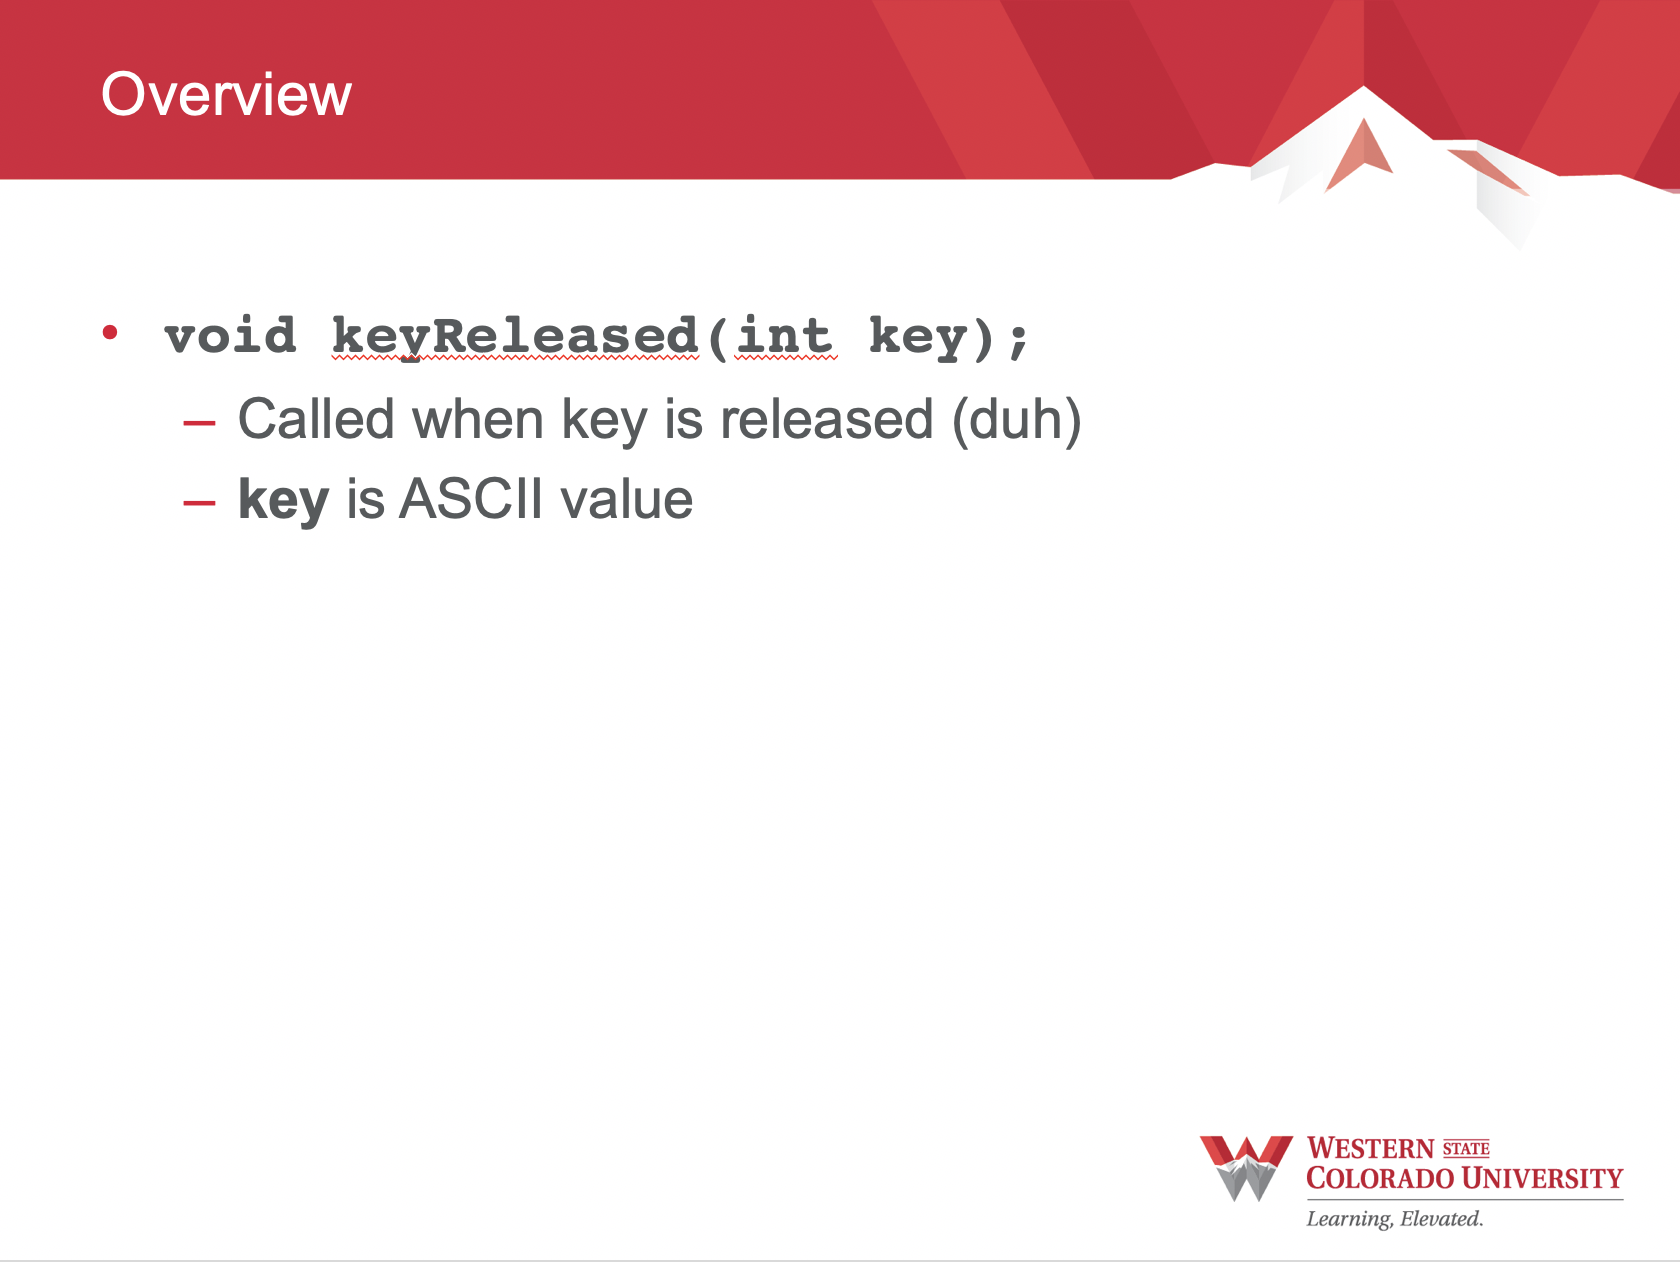 Overview
• void keyReleased(int key);
– Called when key is released (duh)
– key is ASCII value
WESTERN STATE
COLORADO UNIVERSITY
Learning, Elevated.